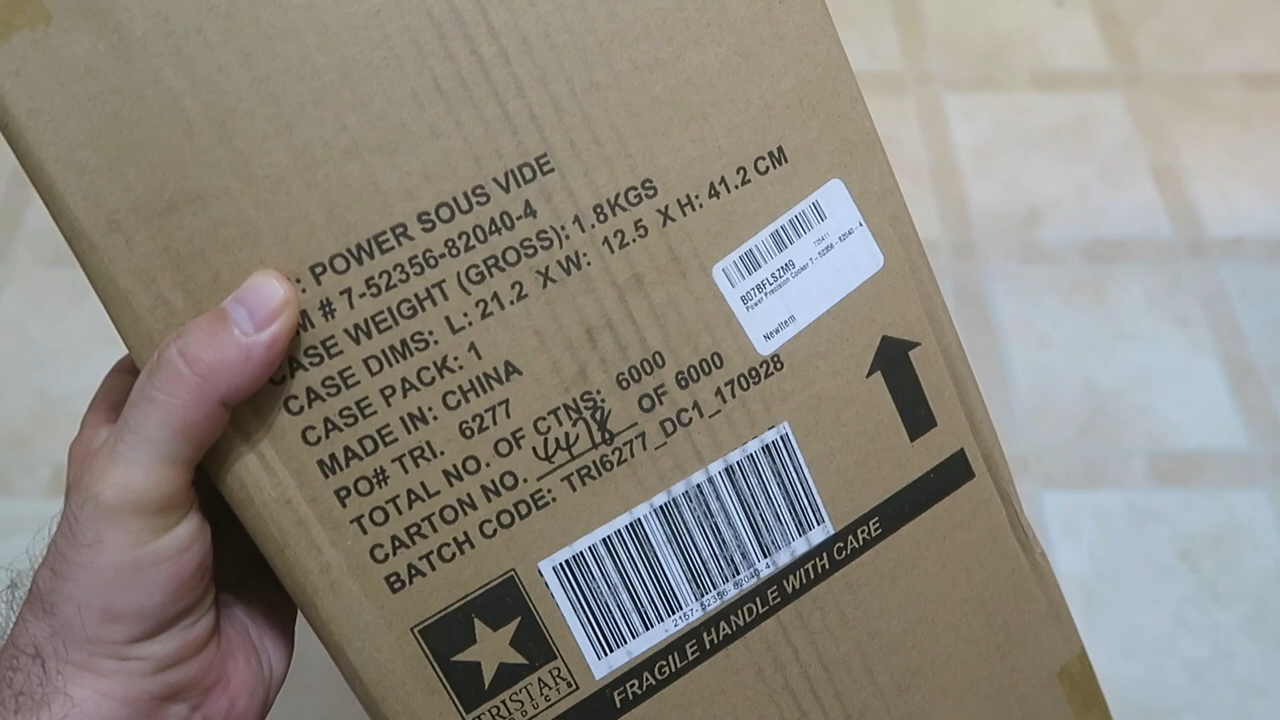 : POWER SOUS VIDE
M # 7-52356-82040-4
CASE WEIGHT (GROSS): 1.8KGS
CASE DIMS: L: 21.2 X W: 12.5 X H: 41.2 CM
CASE PACK: 1
MADE IN: CHINA
PO# TRI. 6277
TOTAL NO. OF CTNS: 6000
CARTON NO. 4478 OF 6000
BATCH CODE: TRI6277_DC1_170928
B07BFLSZM9
Power Precision Cooker 7-52356-82040-4
NewItem
2157-52356-82040-4
FRAGILE HANDLE WITH CARE
TRISTAR